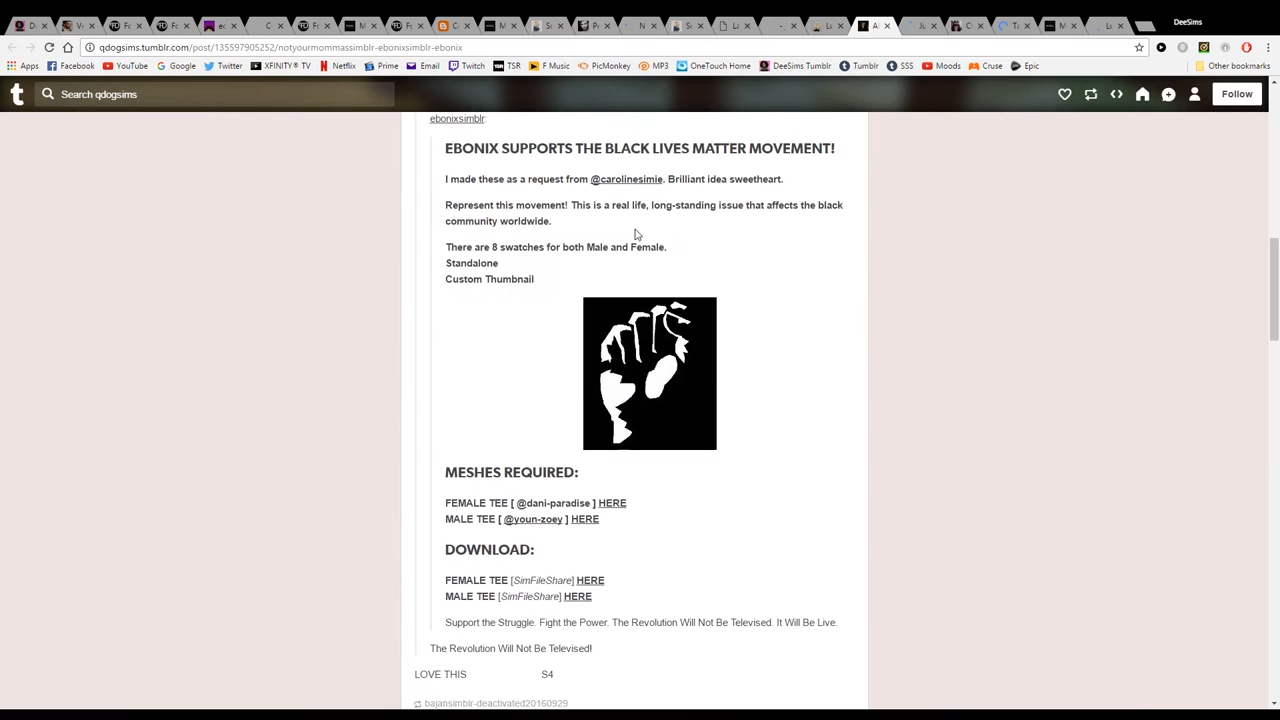 DeeSims
qdogsims.tumblr.com/post/135597905252/notyourmommassimblr-ebonixsimblr-ebonix
Apps Facebook YouTube Google Twitter XFINITY® TV Netflix Prime Email Twitch TSR F Music PicMonkey MP3 OneTouch Home DeeSims Tumblr Tumblr SSS Moods Cruse Epic Other bookmarks
t Search qdogsims Follow
ebonixsimblr:
EBONIX SUPPORTS THE BLACK LIVES MATTER MOVEMENT!
I made these as a request from @carolinesimie. Brilliant idea sweetheart.
Represent this movement! This is a real life, long-standing issue that affects the black
community worldwide.
There are 8 swatches for both Male and Female.
Standalone
Custom Thumbnail
MESHES REQUIRED:
FEMALE TEE [ @dani-paradise ] HERE
MALE TEE [ @youn-zoey ] HERE
DOWNLOAD:
FEMALE TEE [SimFileShare] HERE
MALE TEE [SimFileShare] HERE
Support the Struggle. Fight the Power. The Revolution Will Not Be Televised. It Will Be Live.
The Revolution Will Not Be Televised!
LOVE THIS S4
bajansimblr-deactivated20160929